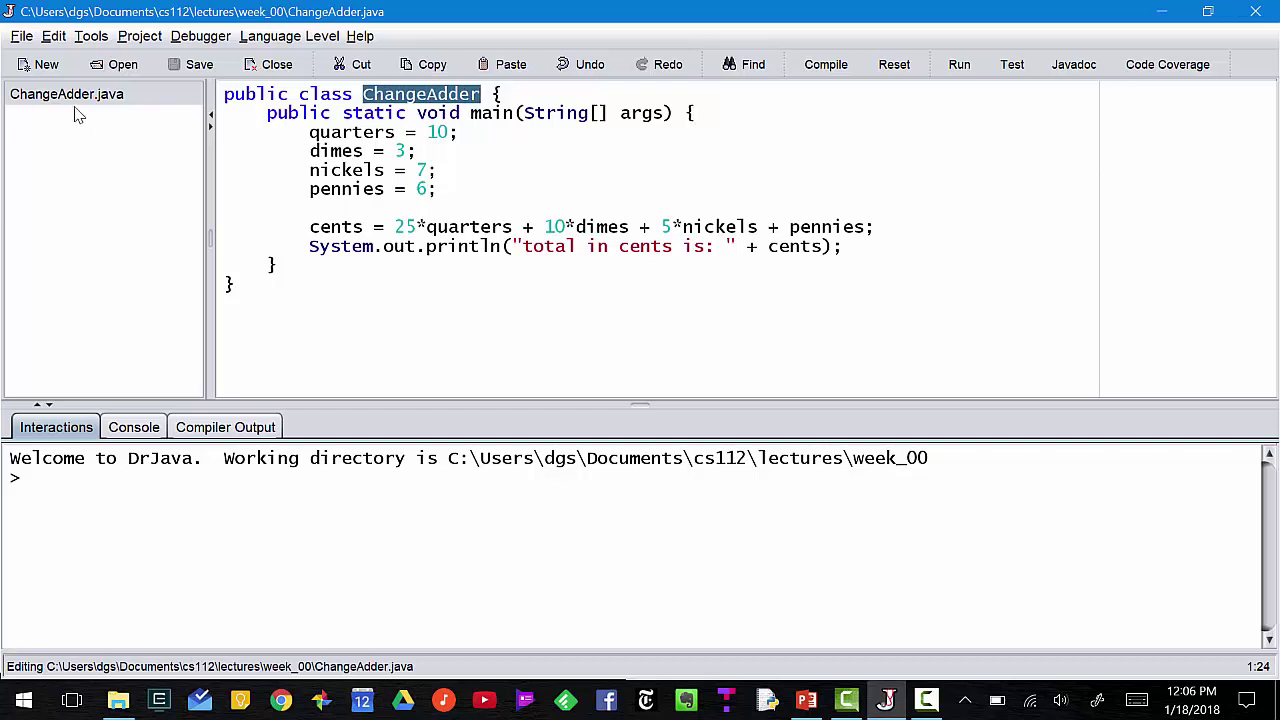 C:\Users\dgs\Documents\cs112\lectures\week_00\ChangeAdder.java
File Edit Tools Project Debugger Language Level Help
New Open Save Close Cut Copy Paste Undo Redo Find Compile Reset Run Test Javadoc Code Coverage
ChangeAdder.java
public class ChangeAdder {
public static void main(String[] args) {
quarters = 10;
dimes = 3;
nickels = 7;
pennies = 6;
cents = 25*quarters + 10*dimes + 5*nickels + pennies;
System.out.println("total in cents is: " + cents);
}
}
Interactions Console Compiler Output
Welcome to DrJava.  Working directory is C:\Users\dgs\Documents\cs112\lectures\week_00
>
Editing C:\Users\dgs\Documents\cs112\lectures\week_00\ChangeAdder.java 1:24
12:06 PM
1/18/2018